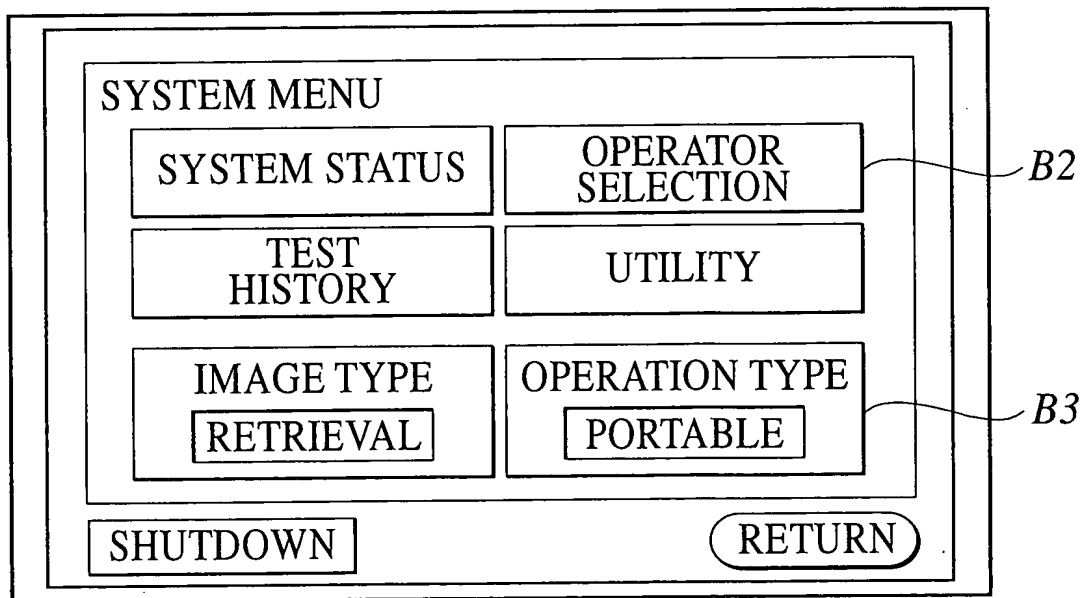 SYSTEM MENU
SYSTEM STATUS
OPERATOR
SELECTION
B2
TEST
HISTORY
UTILITY
IMAGE TYPE
RETRIEVAL
OPERATION TYPE
PORTABLE
B3
SHUTDOWN
RETURN